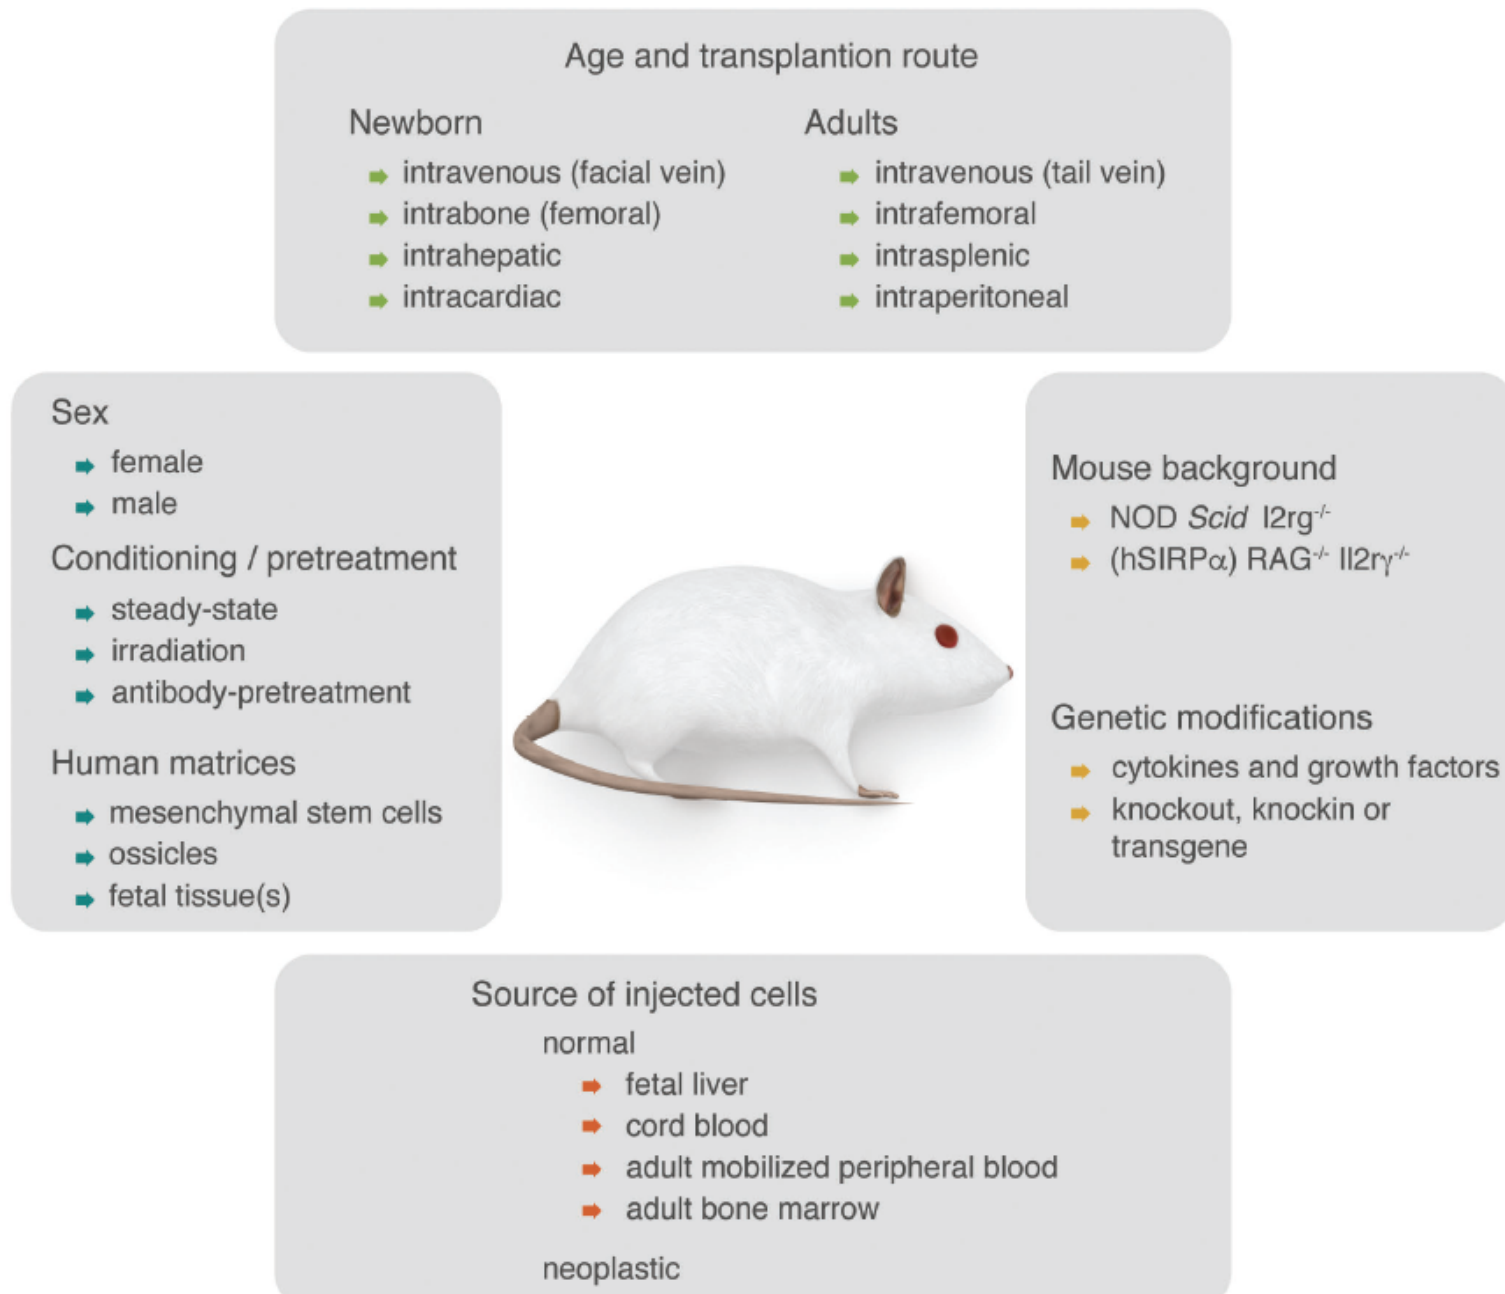 Age and transplantion route
Newborn
intravenous (facial vein)
intrabone (femoral)
intrahepatic
intracardiac
Adults
intravenous (tail vein)
intrafemoral
intrasplenic
intraperitoneal
Sex
female
male
Conditioning / pretreatment
steady-state
irradiation
antibody-pretreatment
Human matrices
mesenchymal stem cells
ossicles
fetal tissue(s)
Mouse background
NOD Scid I2rg-/-
(hSIRPα) RAG-/- Il2rγ-/-
Genetic modifications
cytokines and growth factors
knockout, knockin or
transgene
Source of injected cells
normal
fetal liver
cord blood
adult mobilized peripheral blood
adult bone marrow
neoplastic